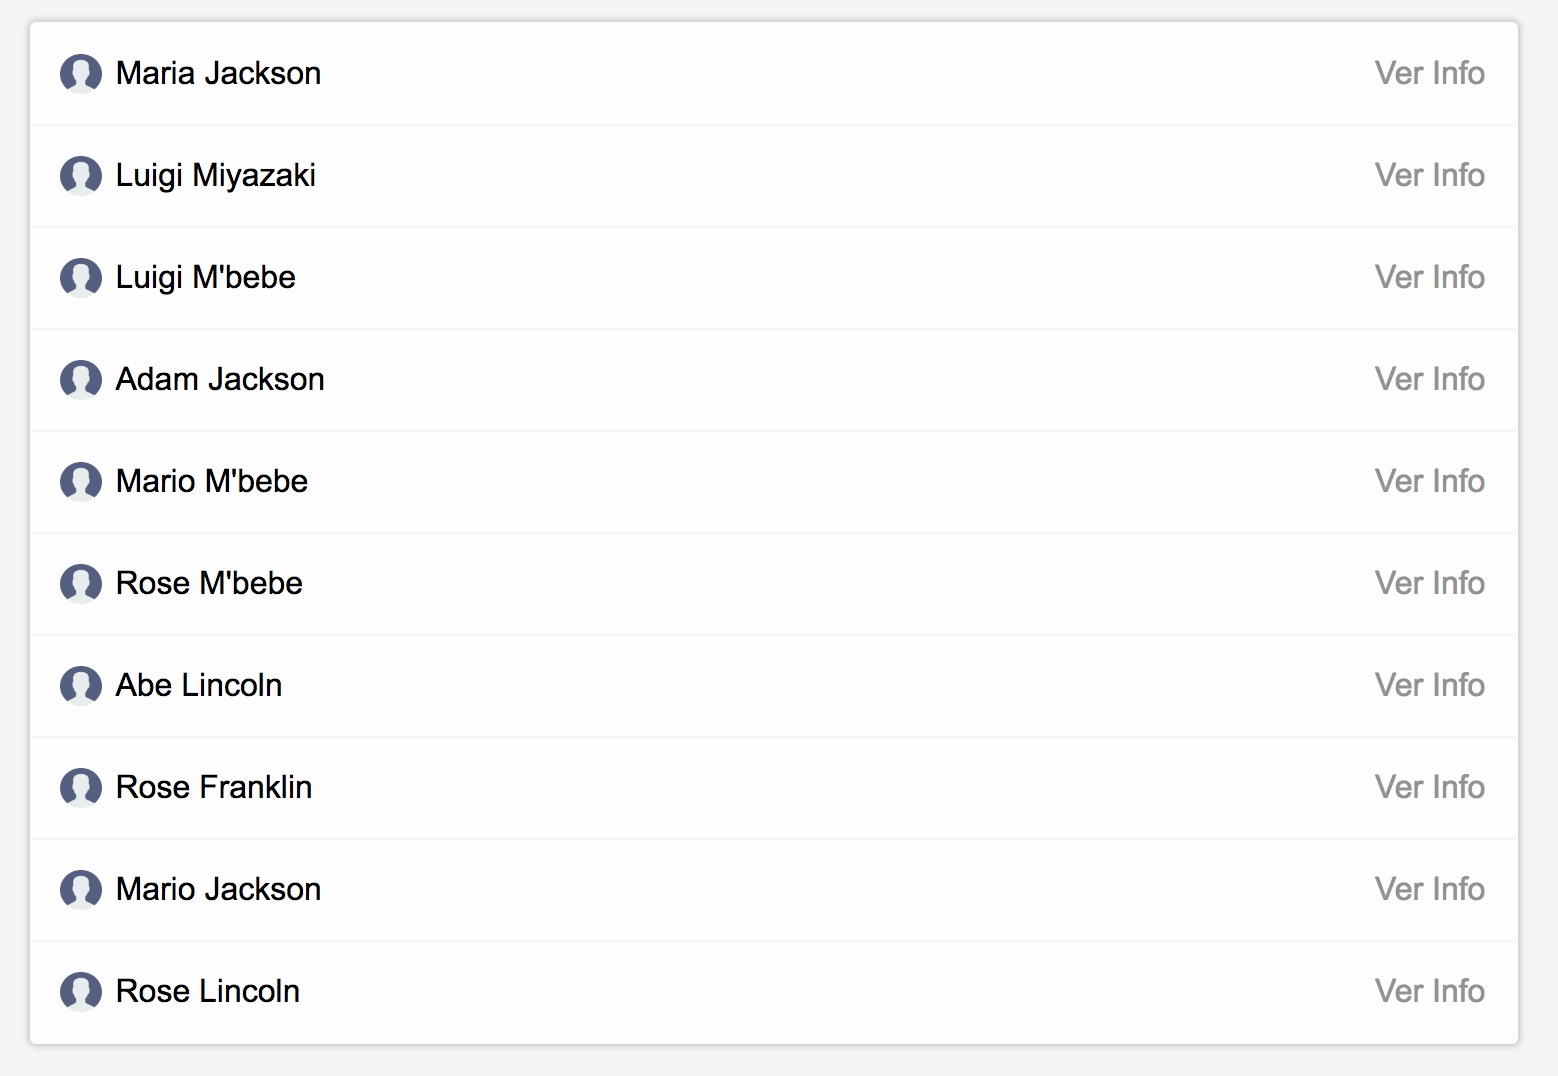 Maria Jackson Ver Info
Luigi Miyazaki Ver Info
Luigi M'bebe Ver Info
Adam Jackson Ver Info
Mario M'bebe Ver Info
Rose M'bebe Ver Info
Abe Lincoln Ver Info
Rose Franklin Ver Info
Mario Jackson Ver Info
Rose Lincoln Ver Info